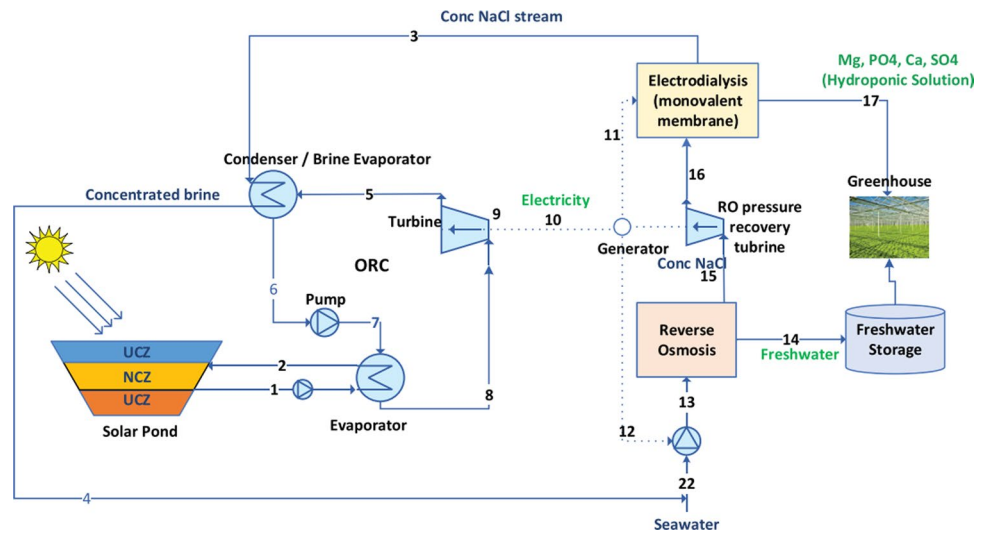 Conc NaCl stream
3
Electrodialysis
(monovalent
membrane)
Mg, PO4, Ca, SO4
(Hydroponic Solution)
17
11
Condenser / Brine Evaporator
16
Concentrated brine
5
Turbine
9
Electricity
10
Generator
RO pressure
recovery
tubrine
Greenhouse
Conc NaCl
15
ORC
6
Pump
7
UCZ
NCZ
UCZ
Solar Pond
2
1
Evaporator
8
Reverse
Osmosis
14
Freshwater
Freshwater
Storage
13
12
22
4
Seawater